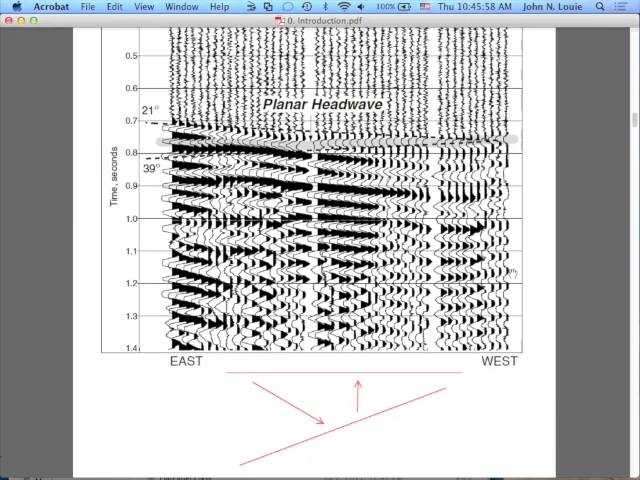 Acrobat File Edit View Window Help 100% Thu 10:45:58 AM John N. Louie
0. Introduction.pdf
0.5
0.6
Planar Headwave
21°
0.7
0.8
39°
Time, seconds
0.9
1.0
1.1
1.2
1.3
1.4
EAST WEST